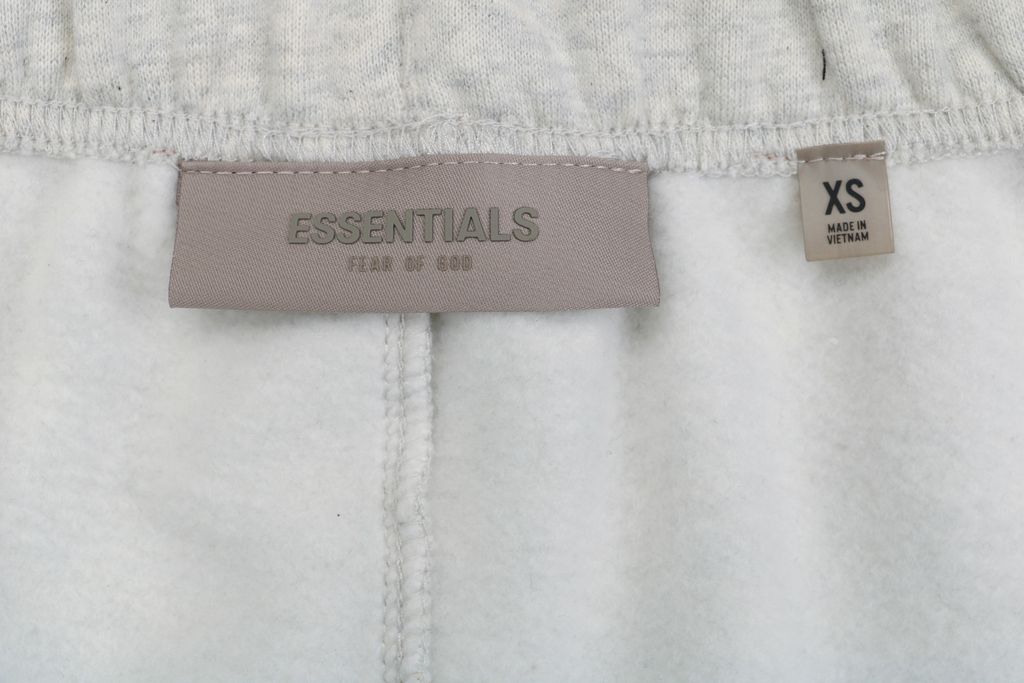 ESSENTIALS
FEAR OF GOD
XS
MADE IN
VIETNAM